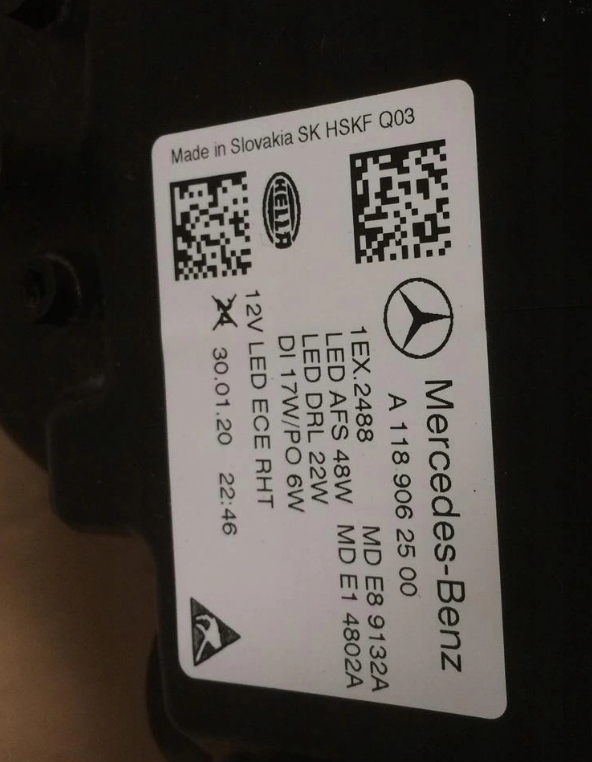 Made in Slovakia SK HSKF Q03
HELLA
Mercedes-Benz
A 118 906 25 00
1EX.2488 MD E8 9132A
LED AFS 48W MD E1 4802A
LED DRL 22W
DI 17W/PO 6W
12V LED ECE RHT
30.01.20 22:46